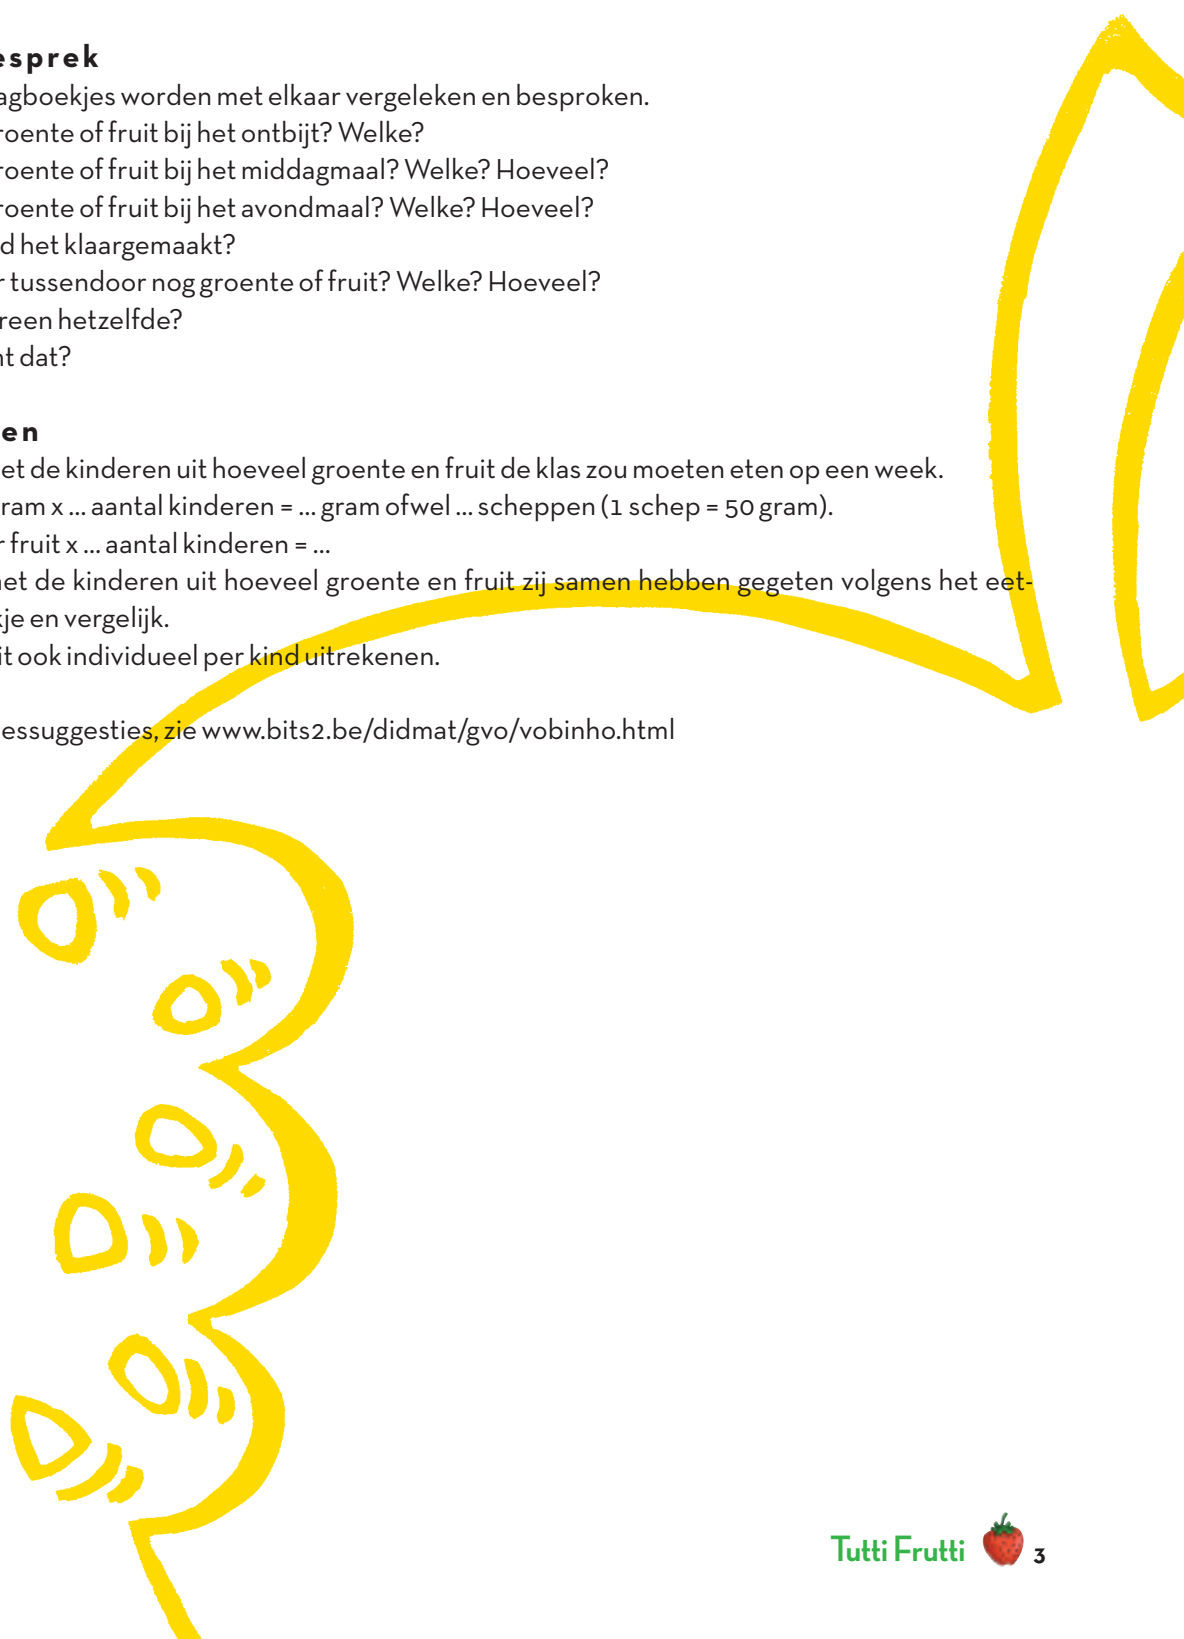 esprek
agboekjes worden met elkaar vergeleken en besproken.
roente of fruit bij het ontbijt? Welke?
roente of fruit bij het middagmaal? Welke? Hoeveel?
roente of fruit bij het avondmaal? Welke? Hoeveel?
d het klaargemaakt?
r tussendoor nog groente of fruit? Welke? Hoeveel?
reen hetzelfde?
nt dat?
en
et de kinderen uit hoeveel groente en fruit de klas zou moeten eten op een week.
ram x ... aantal kinderen = ... gram ofwel ... scheppen (1 schep = 50 gram).
r fruit x ... aantal kinderen = ...
net de kinderen uit hoeveel groente en fruit zij samen hebben gegeten volgens het eet-
kje en vergelijk.
it ook individueel per kind uitrekenen.
essuggesties, zie www.bits2.be/didmat/gvo/vobinho.html
Tutti Frutti 3